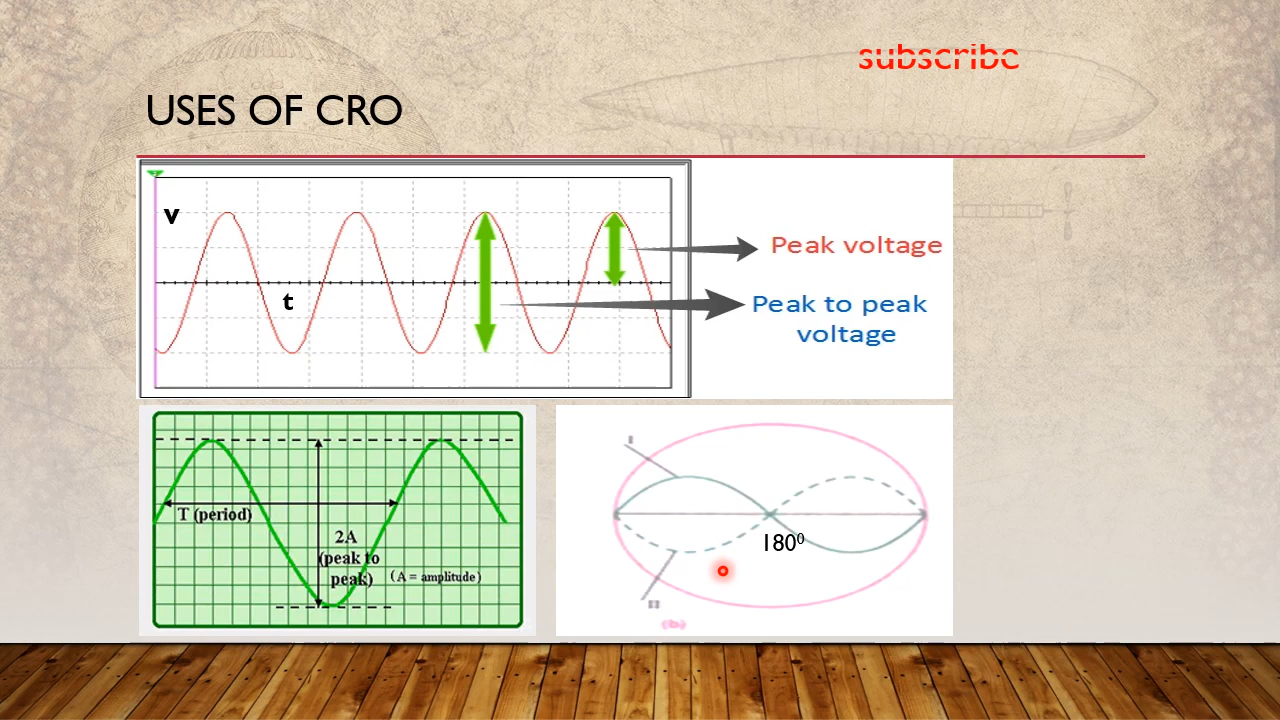 subscribe
USES OF CRO
v
t
Peak voltage
Peak to peak
voltage
T (period)
2A
(peak to
peak)
(A = amplitude)
I
180⁰
II
(b)